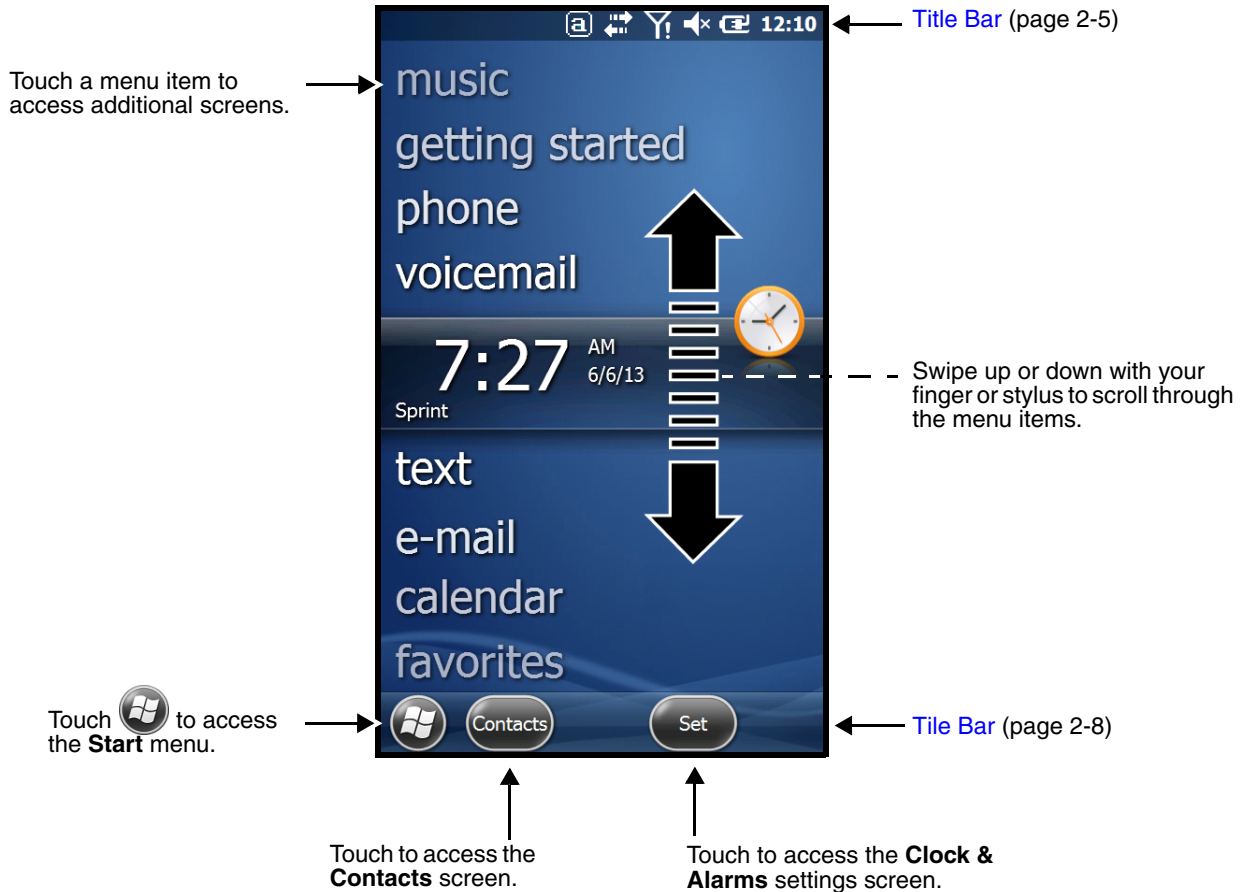 a 12:10
Title Bar (page 2-5)
Touch a menu item to
access additional screens.
music
getting started
phone
voicemail
7:27 AM
6/6/13
Sprint
Swipe up or down with your
finger or stylus to scroll through
the menu items.
text
e-mail
calendar
favorites
Touch to access
the Start menu.
Contacts
Set
Tile Bar (page 2-8)
Touch to access the
Contacts screen.
Touch to access the Clock &
Alarms settings screen.